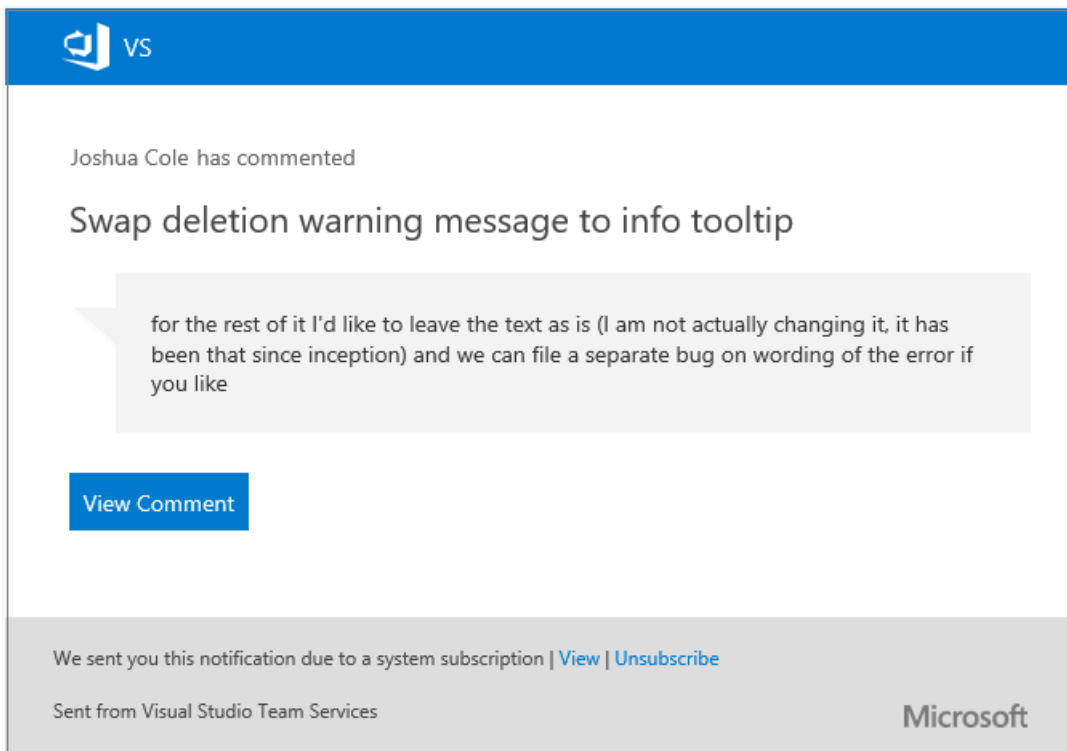 VS
Joshua Cole has commented
Swap deletion warning message to info tooltip
for the rest of it I'd like to leave the text as is (I am not actually changing it, it has
been that since inception) and we can file a separate bug on wording of the error if
you like
View Comment
We sent you this notification due to a system subscription | View | Unsubscribe
Sent from Visual Studio Team Services
Microsoft